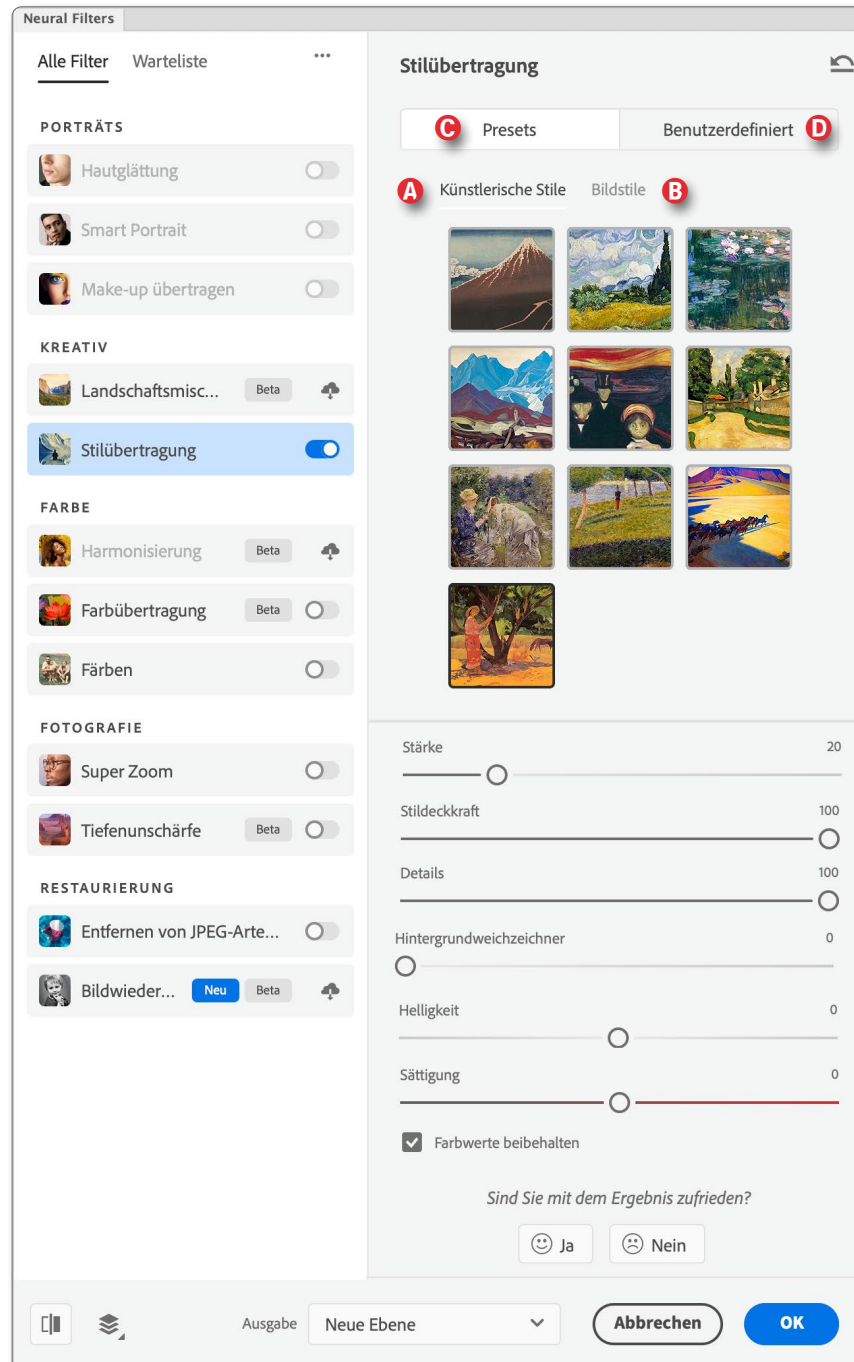 Neural Filters
Alle Filter Warteliste ...
PORTRÄTS
Hautglättung
Smart Portrait
Make-up übertragen
KREATIV
Landschaftsmisc... Beta
Stilübertragung
FARBE
Harmonisierung Beta
Farbübertragung Beta
Färben
FOTOGRAFIE
Super Zoom
Tiefenunschärfe Beta
RESTAURIERUNG
Entfernen von JPEG-Arte...
Bildwieder... Neu Beta
Stilübertragung
C Presets Benutzerdefiniert D
A Künstlerische Stile Bildstile B
Stärke 20
Stildeckkraft 100
Details 100
Hintergrundweichzeichner 0
Helligkeit 0
Sättigung 0
Farbwerte beibehalten
Sind Sie mit dem Ergebnis zufrieden?
Ja Nein
Ausgabe Neue Ebene Abbrechen OK